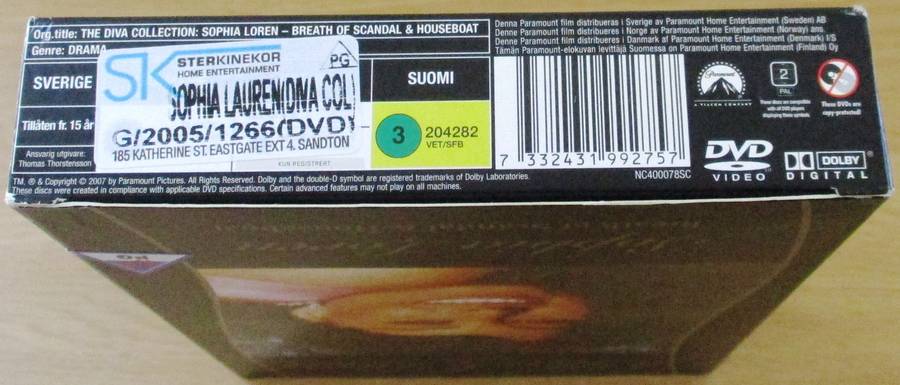 Org.title: THE DIVA COLLECTION: SOPHIA LOREN – BREATH OF SCANDAL & HOUSEBOAT
Genre: DRAMA
Denna Paramount film distribueras i Sverige av Paramount Home Entertainment (Sweden) AB
Denne Paramount film distribueres i Norge av Paramount Home Entertainment (Norway) ans
Denne Paramount film distribueres i Danmark af Paramount Home Entertainment (Denmark) I/S
Tämän Paramount-elokuvan levittäjä Suomessa on Paramount Home Entertainment (Finland) Oy
SVERIGE
Tillåten fr. 15 år
Ansvarig utgivare:
Thomas Thorstensson
SK STERKINEKOR
HOME ENTERTAINMENT
PG
SOPHIA LAUREN(DNA COL)
G/2005/1266(DVD)
185 KATHERINE ST. EASTGATE EXT 4. SANDTON
KUN REGISTRERT
SUOMI
3 204282
VET/SFB
7 332431 992757
NC400078SC
Paramount
A VIACOM COMPANY
2
PAL
These discs are compatible
with all DVD players
displaying these symbols
These DVDs are
copy-protected
DVD
VIDEO
DOLBY
DIGITAL
TM, ® & Copyright © 2007 by Paramount Pictures. All Rights Reserved. Dolby and the double-D symbol are registered trademarks of Dolby Laboratories.
These discs were created in compliance with applicable DVD specifications. Certain advanced features may not play on all machines.